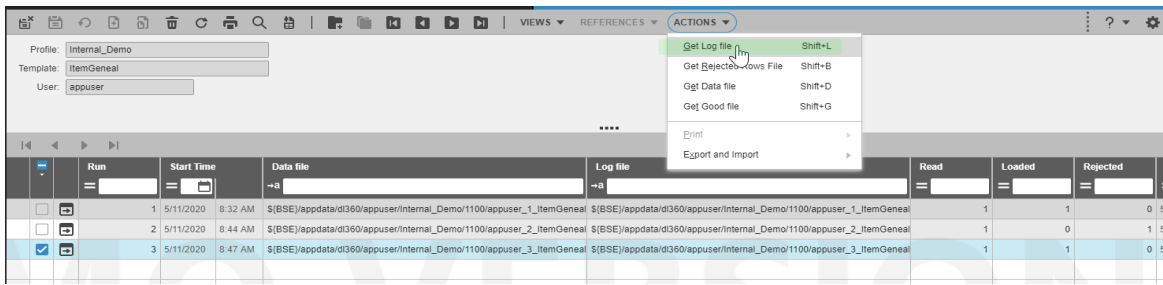 VIEWS REFERENCES ACTIONS ?
Profile: Internal_Demo
Template: ItemGeneal
User: appuser
Get Log file Shift+L
Get Rejected Rows File Shift+B
Get Data file Shift+D
Get Good file Shift+G
Print
Export and Import
Run Start Time Data file Log file Read Loaded Rejected
1 5/11/2020 8:32 AM ${BSE}/appdata/dl360/appuser/Internal_Demo/1100/appuser_1_ItemGeneal ${BSE}/appdata/dl360/appuser/Internal_Demo/1100/appuser_1_ItemGeneal 1 1 0
2 5/11/2020 8:44 AM ${BSE}/appdata/dl360/appuser/Internal_Demo/1100/appuser_2_ItemGeneal ${BSE}/appdata/dl360/appuser/Internal_Demo/1100/appuser_2_ItemGeneal 1 0 1
3 5/11/2020 8:47 AM ${BSE}/appdata/dl360/appuser/Internal_Demo/1100/appuser_3_ItemGeneal ${BSE}/appdata/dl360/appuser/Internal_Demo/1100/appuser_3_ItemGeneal 1 1 0